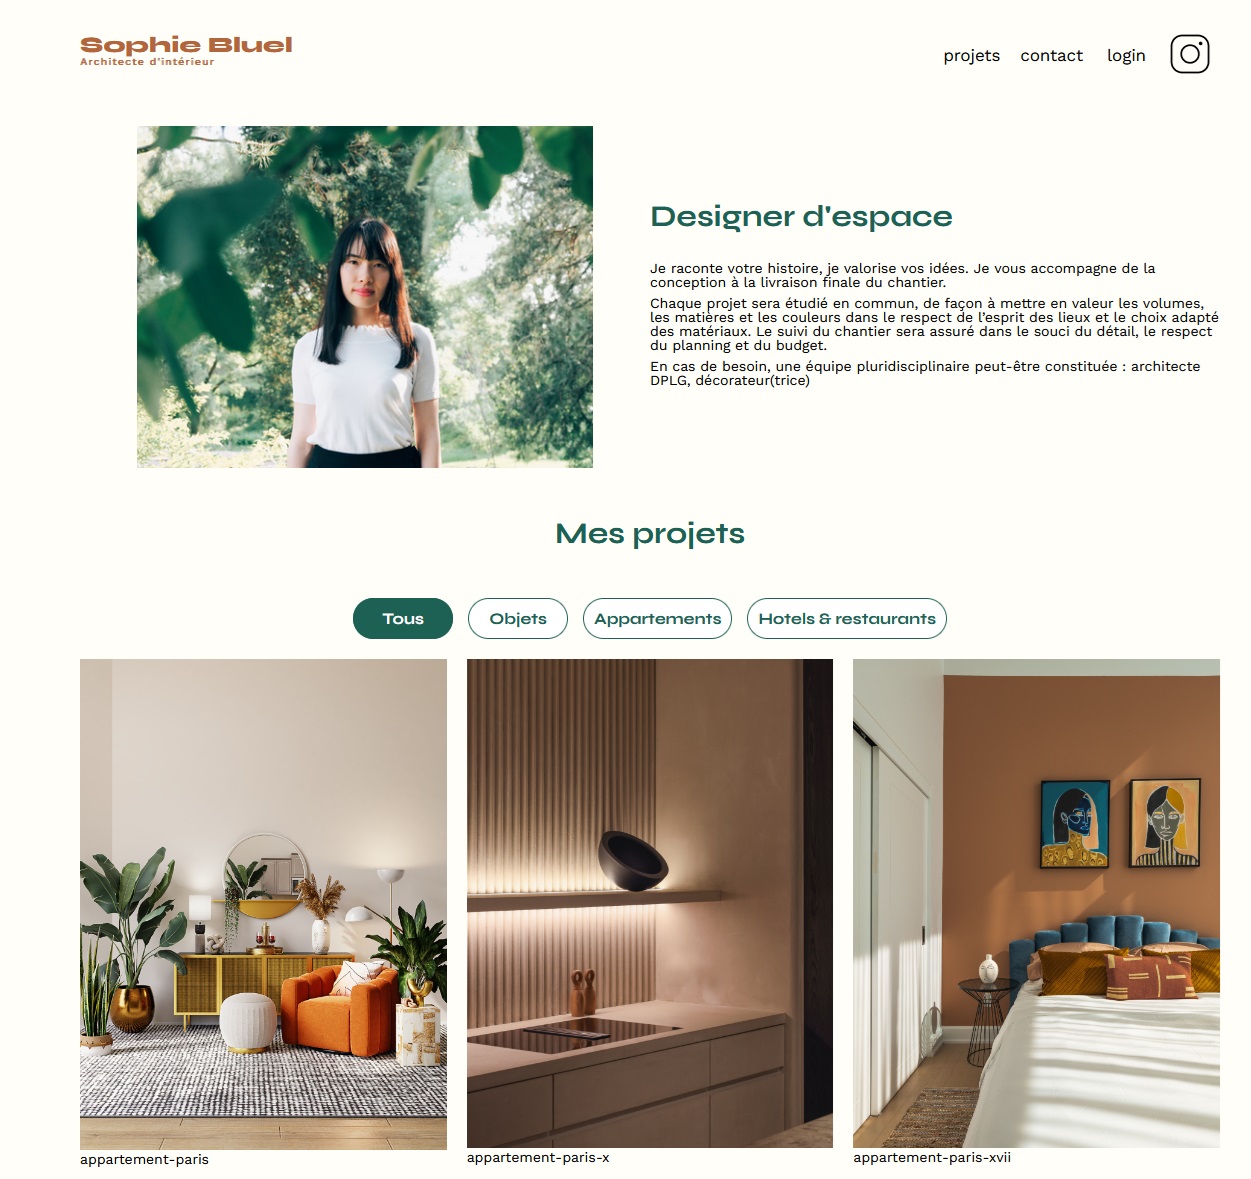 Sophie Bluel
Architecte d'intérieur
projets contact login
Designer d'espace
Je raconte votre histoire, je valorise vos idées. Je vous accompagne de la
conception à la livraison finale du chantier.
Chaque projet sera étudié en commun, de façon à mettre en valeur les volumes,
les matières et les couleurs dans le respect de l’esprit des lieux et le choix adapté
des matériaux. Le suivi du chantier sera assuré dans le souci du détail, le respect
du planning et du budget.
En cas de besoin, une équipe pluridisciplinaire peut-être constituée : architecte
DPLG, décorateur(trice)
Mes projets
Tous Objets Appartements Hotels & restaurants
appartement-paris appartement-paris-x appartement-paris-xvii